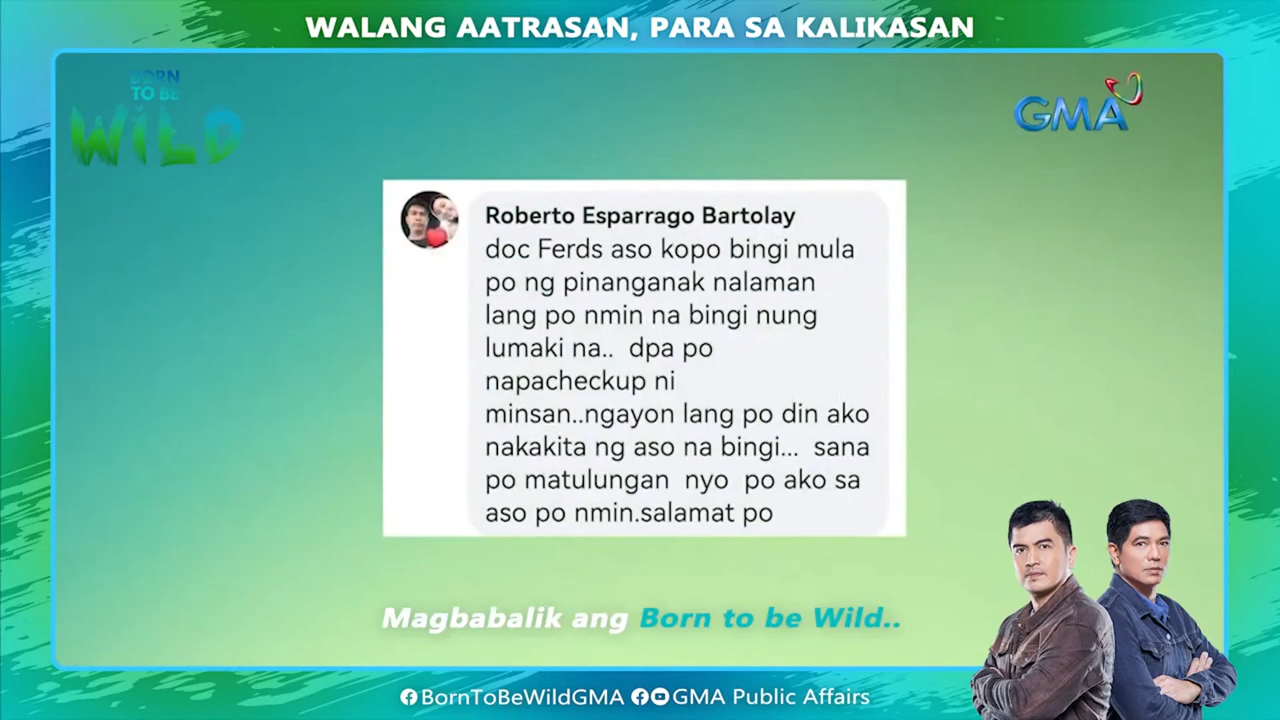 WALANG AATRASAN, PARA SA KALIKASAN
BORN
TO BE
WILD
GMA
Roberto Esparrago Bartolay
doc Ferds aso kopo bingi mula
po ng pinanganak nalaman
lang po nmin na bingi nung
lumaki na.. dpa po
napacheckup ni
minsan..ngayon lang po din ako
nakakita ng aso na bingi... sana
po matulungan nyo po ako sa
aso po nmin.salamat po
Magbabalik ang Born to be Wild..
BornToBeWildGMA GMA Public Affairs